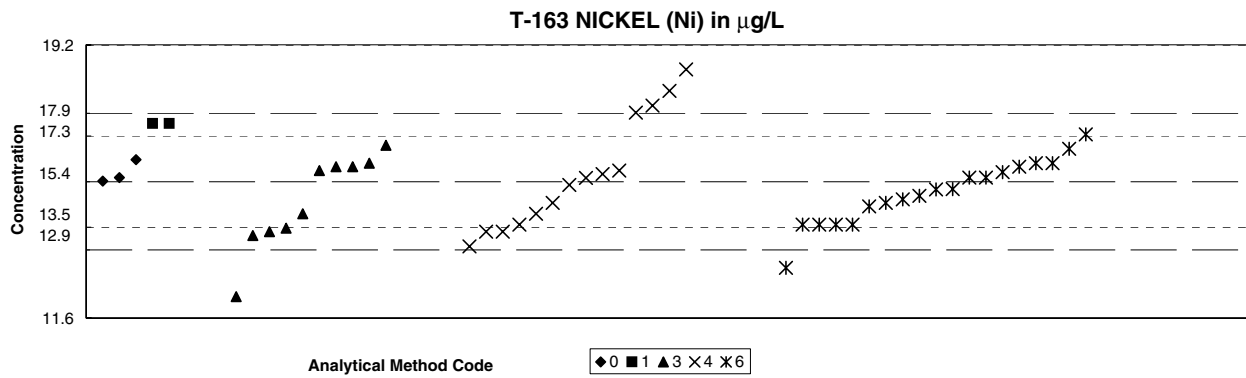 T-163 NICKEL (Ni) in µg/L
19.2
17.9
17.3
15.4
13.5
12.9
11.6
Concentration
Analytical Method Code
0 1 3 4 6